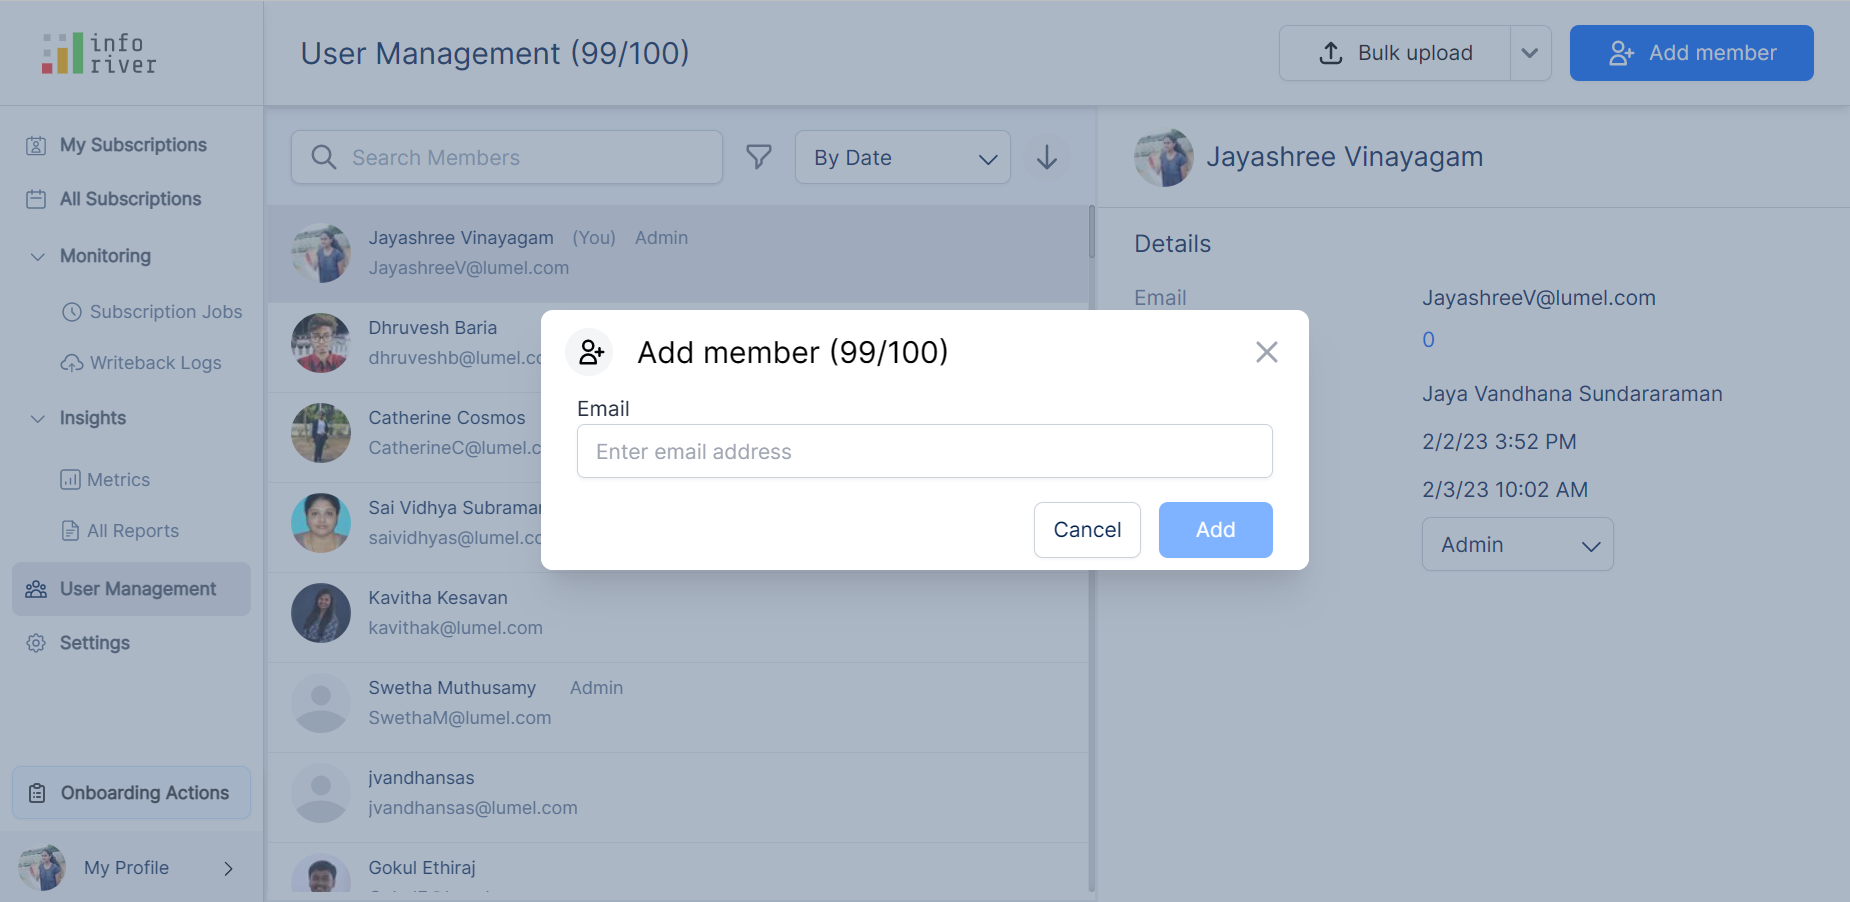 info
river
User Management (99/100)
Bulk upload
Add member
My Subscriptions
All Subscriptions
Monitoring
Subscription Jobs
Writeback Logs
Insights
Metrics
All Reports
User Management
Settings
Onboarding Actions
My Profile
Search Members
By Date
Jayashree Vinayagam (You) Admin
JayashreeV@lumel.com
Dhruvesh Baria
dhruveshb@lumel.co
Catherine Cosmos
CatherineC@lumel.c
Sai Vidhya Subraman
saividhyas@lumel.co
Kavitha Kesavan
kavithak@lumel.com
Swetha Muthusamy Admin
SwethaM@lumel.com
jvandhansas
jvandhansas@lumel.com
Gokul Ethiraj
Add member (99/100)
Email
Enter email address
Cancel
Add
Jayashree Vinayagam
Details
Email JayashreeV@lumel.com
0
Jaya Vandhana Sundararaman
2/2/23 3:52 PM
2/3/23 10:02 AM
Admin